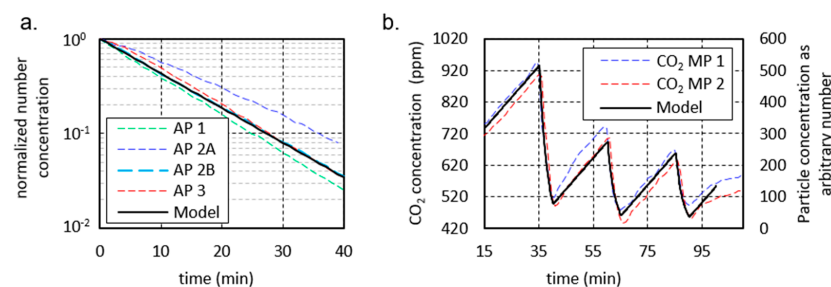 a.
normalized number
concentration
10⁰
10⁻¹
10⁻²
AP 1
AP 2A
AP 2B
AP 3
Model
0
10
20
30
40
time (min)
b.
CO₂ concentration (ppm)
1020
920
820
720
620
520
420
CO₂ MP 1
CO₂ MP 2
Model
15
35
55
75
95
time (min)
600
500
400
300
200
100
0
Particle concentration as
arbitrary number